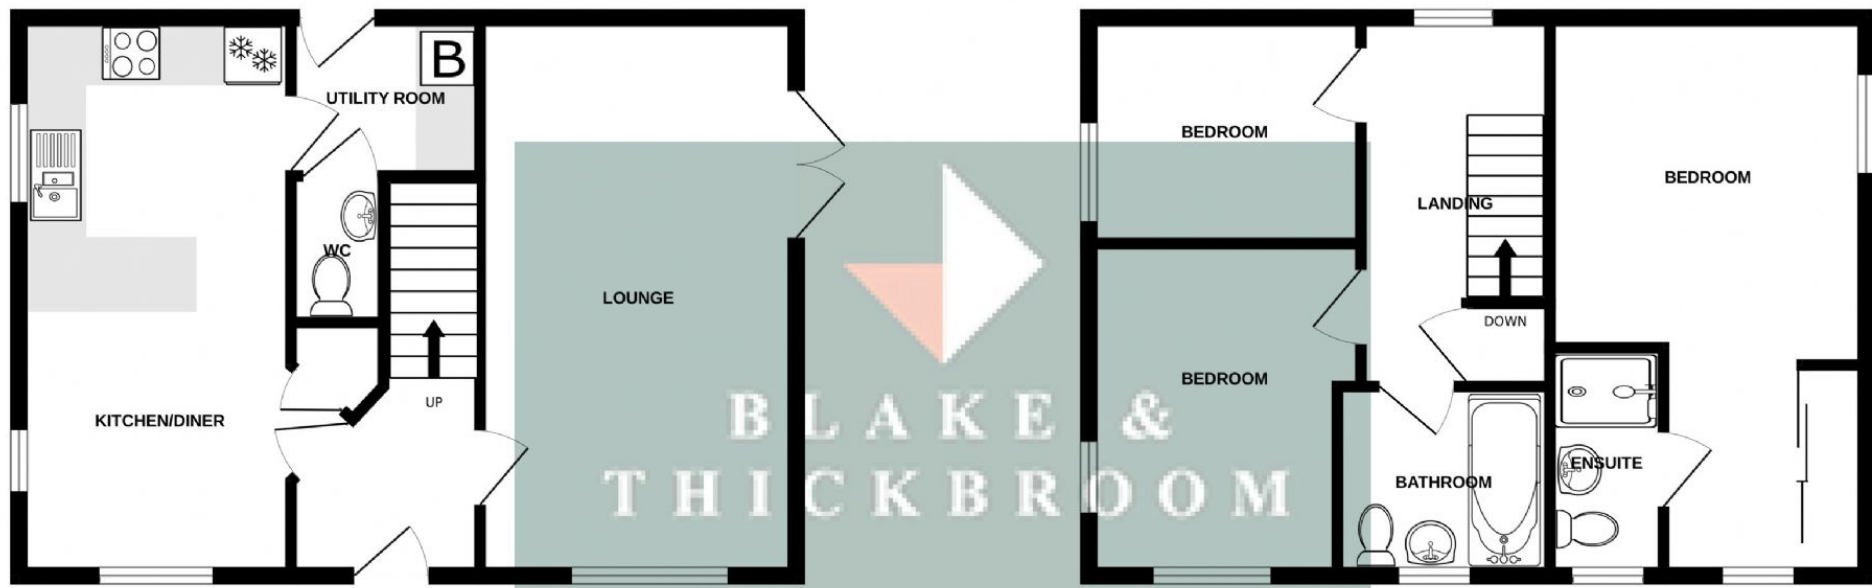 B
UTILITY ROOM
WC
LOUNGE
KITCHEN/DINER
UP
BEDROOM
BEDROOM
LANDING
DOWN
BEDROOM
BATHROOM
ENSUITE
BLAKE &
THICKBROOM